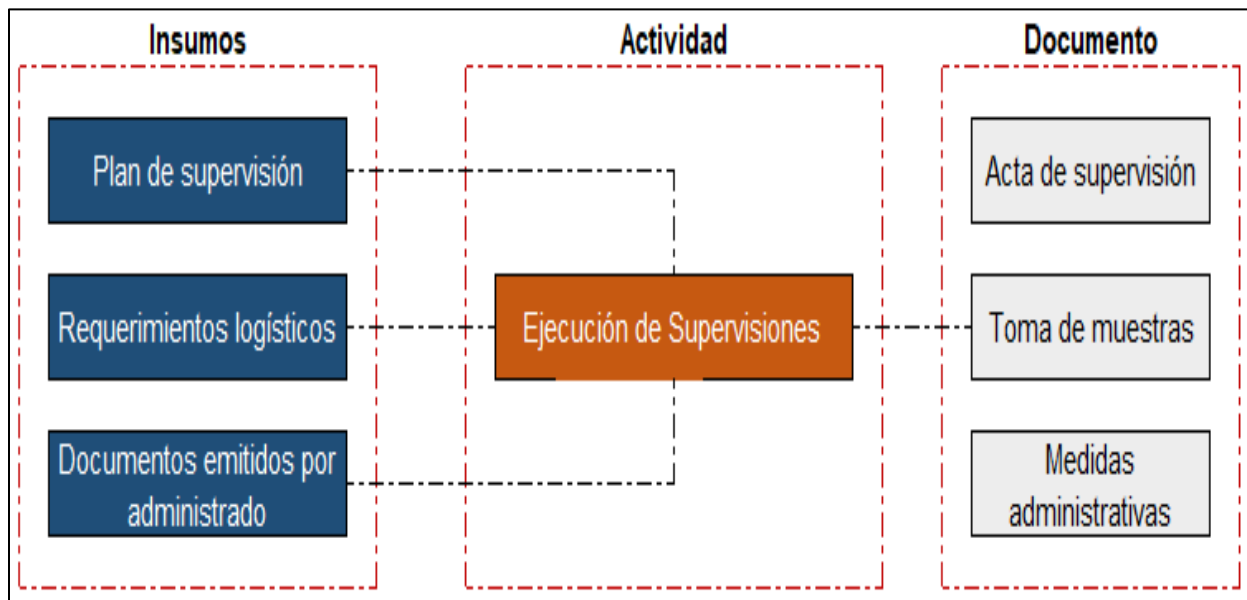 Insumos
Actividad
Documento
Plan de supervisión
Acta de supervisión
Requerimientos logísticos
Ejecución de Supervisiones
Toma de muestras
Documentos emitidos por
administrado
Medidas
administrativas